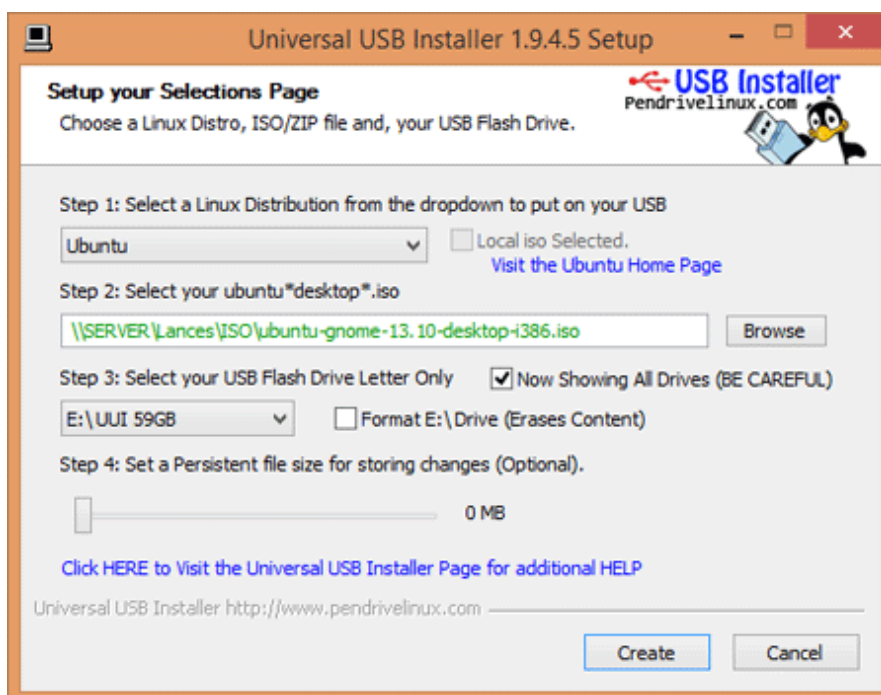 Universal USB Installer 1.9.4.5 Setup
Setup your Selections Page
Choose a Linux Distro, ISO/ZIP file and, your USB Flash Drive.
USB Installer
Pendrivelinux.com
Step 1: Select a Linux Distribution from the dropdown to put on your USB
Ubuntu
Local iso Selected.
Visit the Ubuntu Home Page
Step 2: Select your ubuntu*desktop*.iso
\\SERVER\Lances\ISO\ubuntu-gnome-13.10-desktop-i386.iso
Browse
Step 3: Select your USB Flash Drive Letter Only
Now Showing All Drives (BE CAREFUL)
E:\UUI 59GB
Format E:\ Drive (Erases Content)
Step 4: Set a Persistent file size for storing changes (Optional).
0 MB
Click HERE to Visit the Universal USB Installer Page for additional HELP
Universal USB Installer http://www.pendrivelinux.com
Create
Cancel